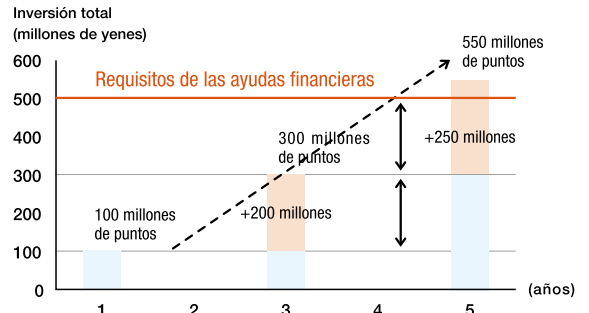 Inversión total
(millones de yenes)
600
500
400
300
200
100
0
Requisitos de las ayudas financieras
550 millones
de puntos
300 millones
de puntos
+250 millones
100 millones
de puntos
+200 millones
1
2
3
4
5
(años)